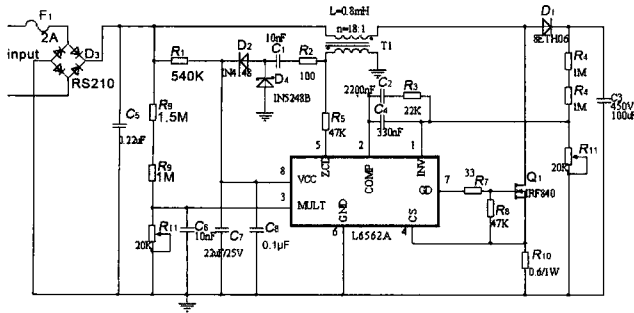 L=0.8mH
n=18:1
T1
F1
2A
input
D3
RS210
R1
540K
D2
IN4148
10nF
C1
R2
100
D4
IN5248B
D1
8ETH06
R4
1M
R4
1M
C3
450V
100uF
R11
20K
C5
0.22uF
R9
1.5M
R9
1M
R11
20K
C6
10nF
C7
22uF/25V
C8
0.1μF
R5
47K
C2
2200nF
R3
22K
C4
330nF
5
2
1
8
3
6
4
7
ZCD
COMP
INV
VCC
MULT
GND
CS
GD
L6562A
33
R7
R8
47K
Q1
IRF840
R10
0.6/1W